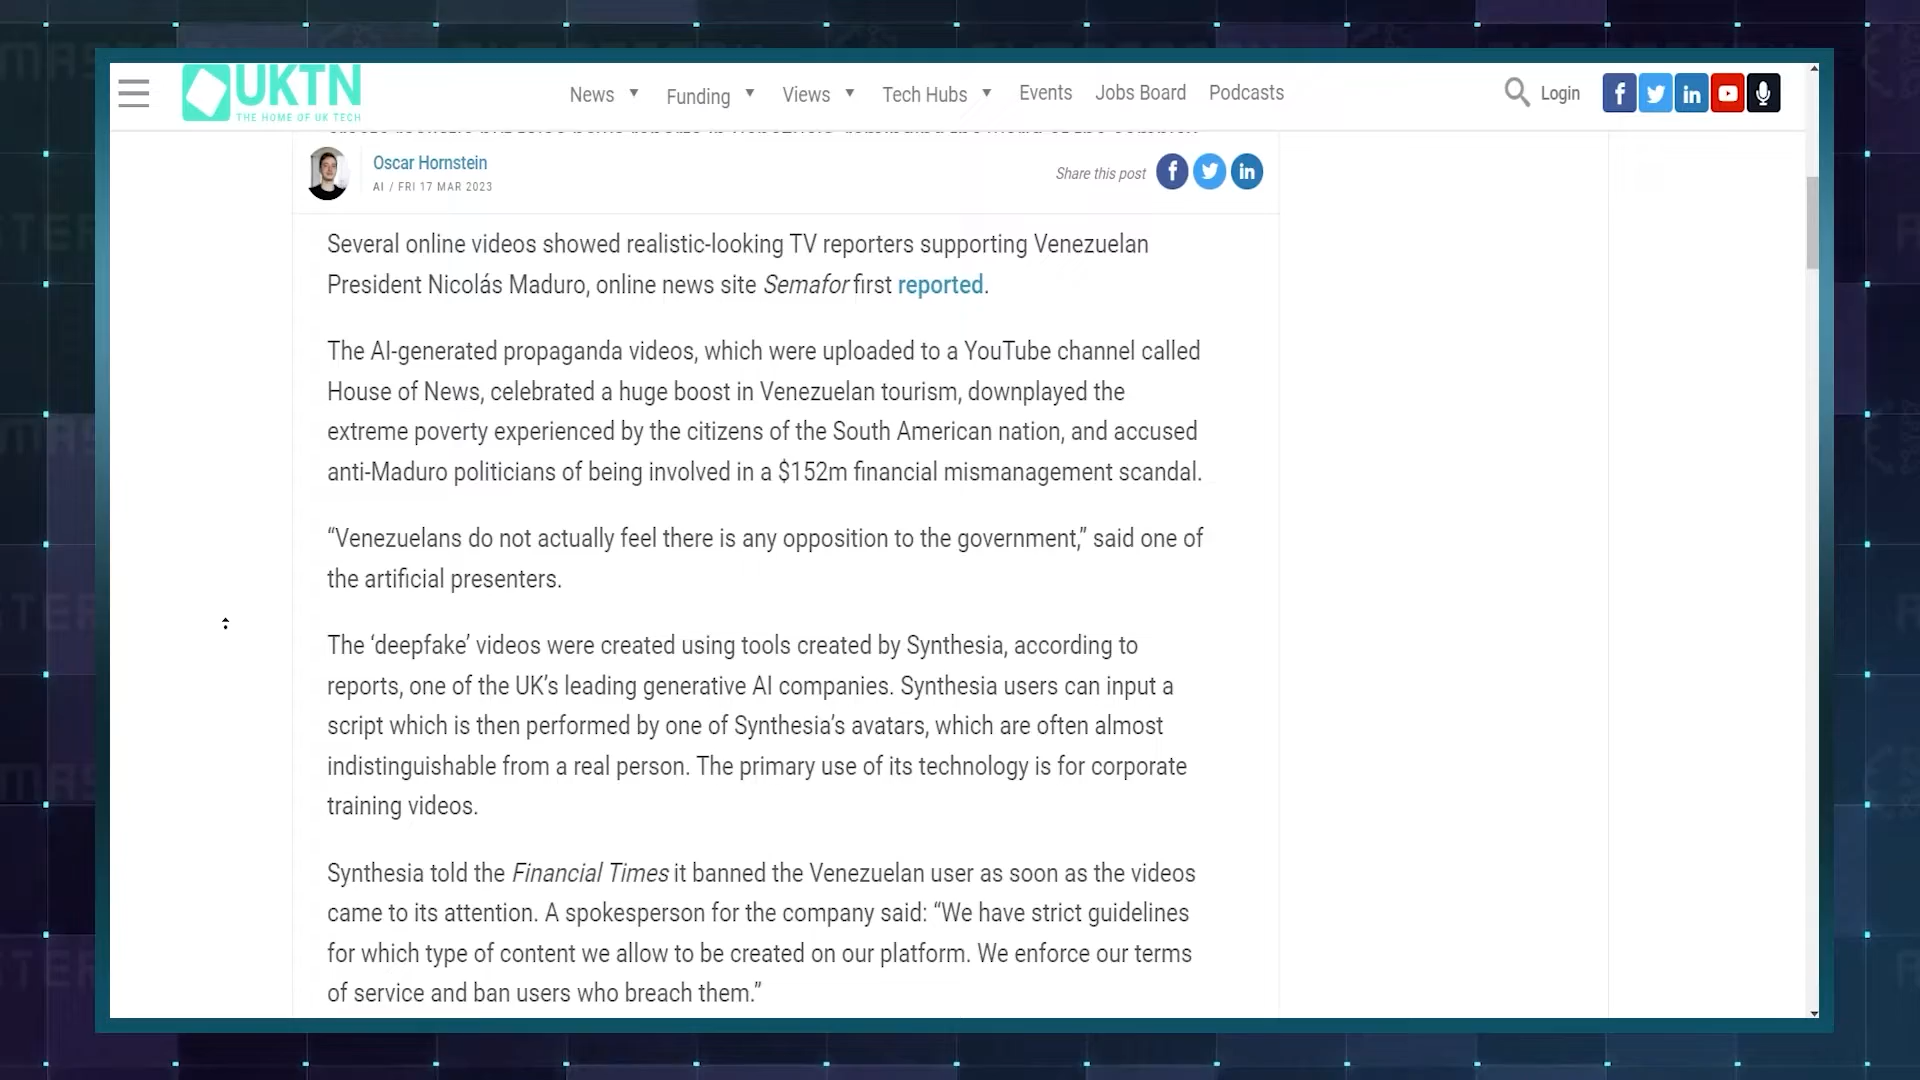 UKTN
THE HOME OF UK TECH
News
Funding
Views
Tech Hubs
Events
Jobs Board
Podcasts
Login
Oscar Hornstein
AI / FRI 17 MAR 2023
Share this post
Several online videos showed realistic-looking TV reporters supporting Venezuelan
President Nicolás Maduro, online news site Semafor first reported.
The AI-generated propaganda videos, which were uploaded to a YouTube channel called
House of News, celebrated a huge boost in Venezuelan tourism, downplayed the
extreme poverty experienced by the citizens of the South American nation, and accused
anti-Maduro politicians of being involved in a $152m financial mismanagement scandal.
“Venezuelans do not actually feel there is any opposition to the government,” said one of
the artificial presenters.
The ‘deepfake’ videos were created using tools created by Synthesia, according to
reports, one of the UK’s leading generative AI companies. Synthesia users can input a
script which is then performed by one of Synthesia’s avatars, which are often almost
indistinguishable from a real person. The primary use of its technology is for corporate
training videos.
Synthesia told the Financial Times it banned the Venezuelan user as soon as the videos
came to its attention. A spokesperson for the company said: “We have strict guidelines
for which type of content we allow to be created on our platform. We enforce our terms
of service and ban users who breach them.”